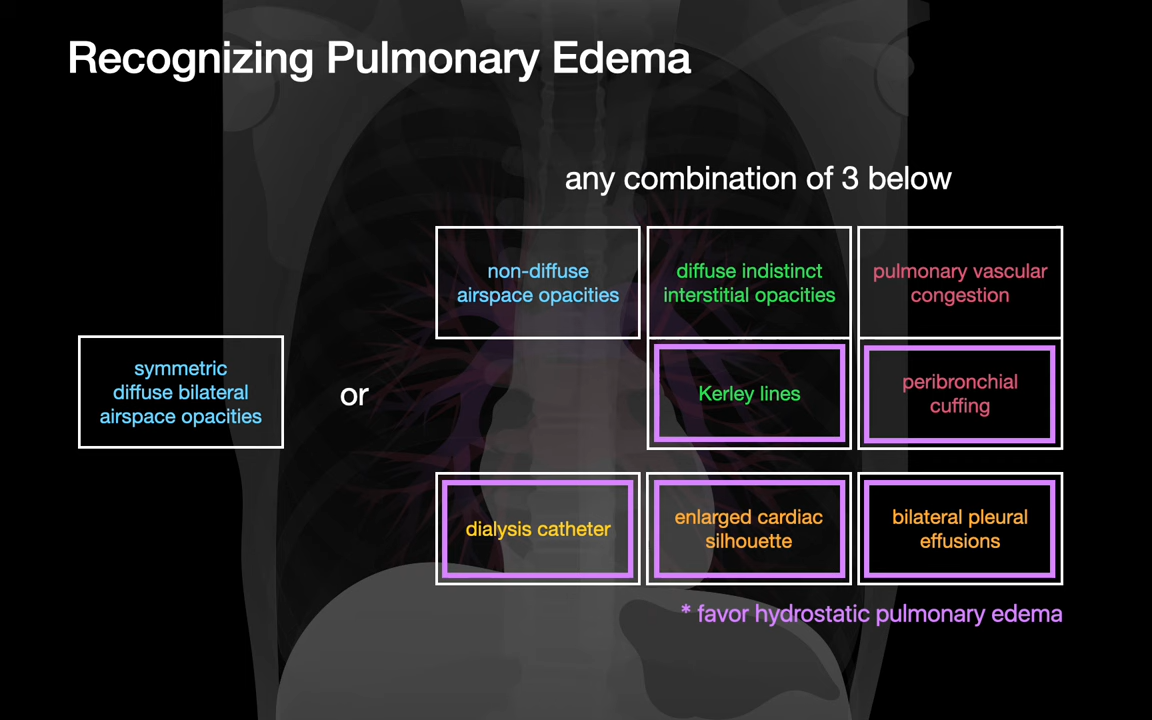 Recognizing Pulmonary Edema
any combination of 3 below
non-diffuse
airspace opacities
diffuse indistinct
interstitial opacities
pulmonary vascular
congestion
symmetric
diffuse bilateral
airspace opacities
or
Kerley lines
peribronchial
cuffing
dialysis catheter
enlarged cardiac
silhouette
bilateral pleural
effusions
* favor hydrostatic pulmonary edema